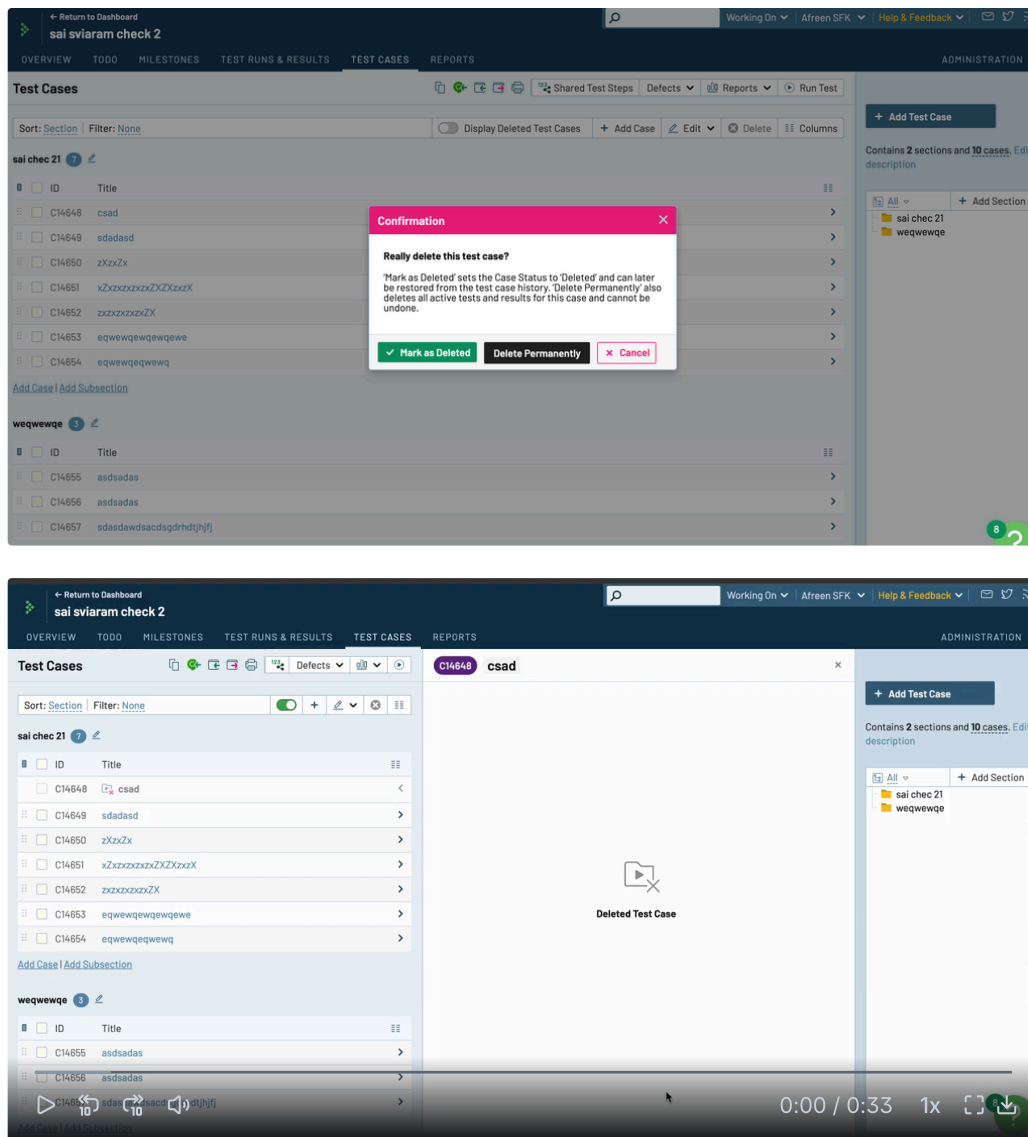 ← Return to Dashboard
sai sviaram check 2
Working On
Afreen SFK
Help & Feedback
OVERVIEW TODO MILESTONES TEST RUNS & RESULTS TEST CASES REPORTS ADMINISTRATION
Test Cases
Shared Test Steps Defects Reports Run Test
+ Add Test Case
Sort: Section Filter: None
Display Deleted Test Cases + Add Case Edit Delete Columns
Contains 2 sections and 10 cases. Edi
description
sai chec 21 7
ID Title
All + Add Section
sai chec 21
weqwewqe
C14648 csad
C14649 sdadasd
C14650 zXzxZx
C14651 xZxzxzxzxzxZXZXzxzX
C14652 zxzxzxzxzxZX
C14653 eqwewqewqewqewe
C14654 eqwewqeqwewq
Add Case | Add Subsection
Confirmation
Really delete this test case?
'Mark as Deleted' sets the Case Status to 'Deleted' and can later
be restored from the test case history. 'Delete Permanently' also
deletes all active tests and results for this case and cannot be
undone.
Mark as Deleted Delete Permanently Cancel
weqwewqe 3
ID Title
C14655 asdsadas
C14656 asdsadas
C14657 sdasdawdsacdsgdrhdtjhjfj
8
← Return to Dashboard
sai sviaram check 2
Working On
Afreen SFK
Help & Feedback
OVERVIEW TODO MILESTONES TEST RUNS & RESULTS TEST CASES REPORTS ADMINISTRATION
Test Cases
Defects
C14648 csad
+ Add Test Case
Sort: Section Filter: None
Contains 2 sections and 10 cases. Edi
description
sai chec 21 7
ID Title
All + Add Section
sai chec 21
weqwewqe
C14648 csad
C14649 sdadasd
C14650 zXzxZx
C14651 xZxzxzxzxzxZXZXzxzX
C14652 zxzxzxzxzxZX
C14653 eqwewqewqewqewe
C14654 eqwewqeqwewq
Deleted Test Case
Add Case | Add Subsection
weqwewqe 3
ID Title
C14655 asdsadas
C14656 asdsadas
10 10
0:00 / 0:33 1x
8
Add Case | Add Subsection